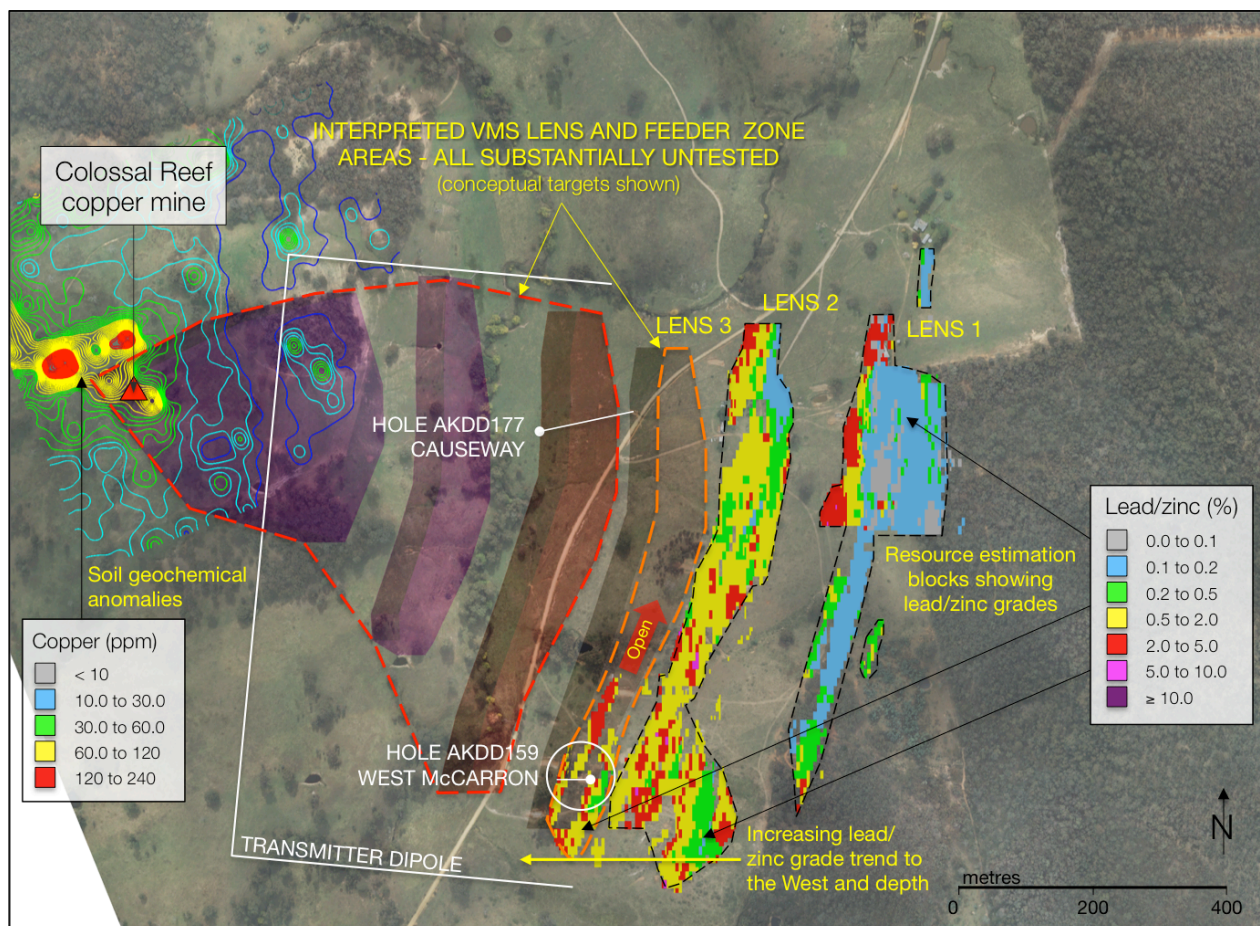 INTERPRETED VMS LENS AND FEEDER ZONE
AREAS - ALL SUBSTANTIALLY UNTESTED
(conceptual targets shown)
Colossal Reef
copper mine
LENS 3
LENS 2
LENS 1
HOLE AKDD177
CAUSEWAY
Soil geochemical
anomalies
Copper (ppm)
< 10
10.0 to 30.0
30.0 to 60.0
60.0 to 120
120 to 240
Resource estimation
blocks showing
lead/zinc grades
Lead/zinc (%)
0.0 to 0.1
0.1 to 0.2
0.2 to 0.5
0.5 to 2.0
2.0 to 5.0
5.0 to 10.0
≥ 10.0
Open
HOLE AKDD159
WEST McCARRON
TRANSMITTER DIPOLE
Increasing lead/
zinc grade trend to
the West and depth
N
metres
0
200
400